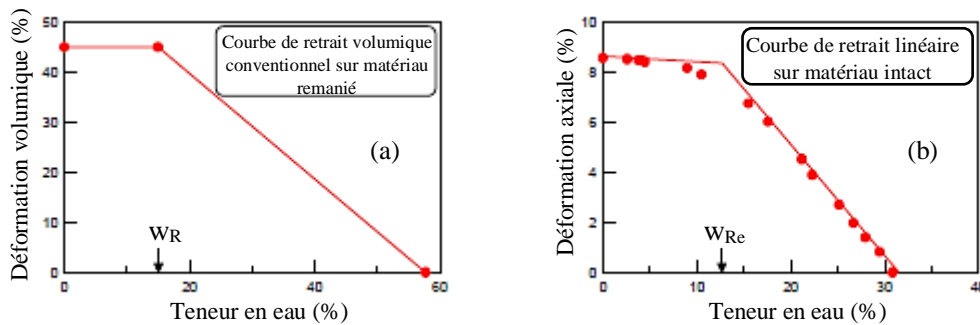 50
40
30
20
10
0
Déformation volumique (%)
Courbe de retrait volumique
conventionnel sur matériau
remanié
(a)
wR
0
20
40
60
Teneur en eau (%)
10
8
6
4
2
0
Déformation axiale (%)
Courbe de retrait linéaire
sur matériau intact
(b)
wRe
0
10
20
30
40
Teneur en eau (%)